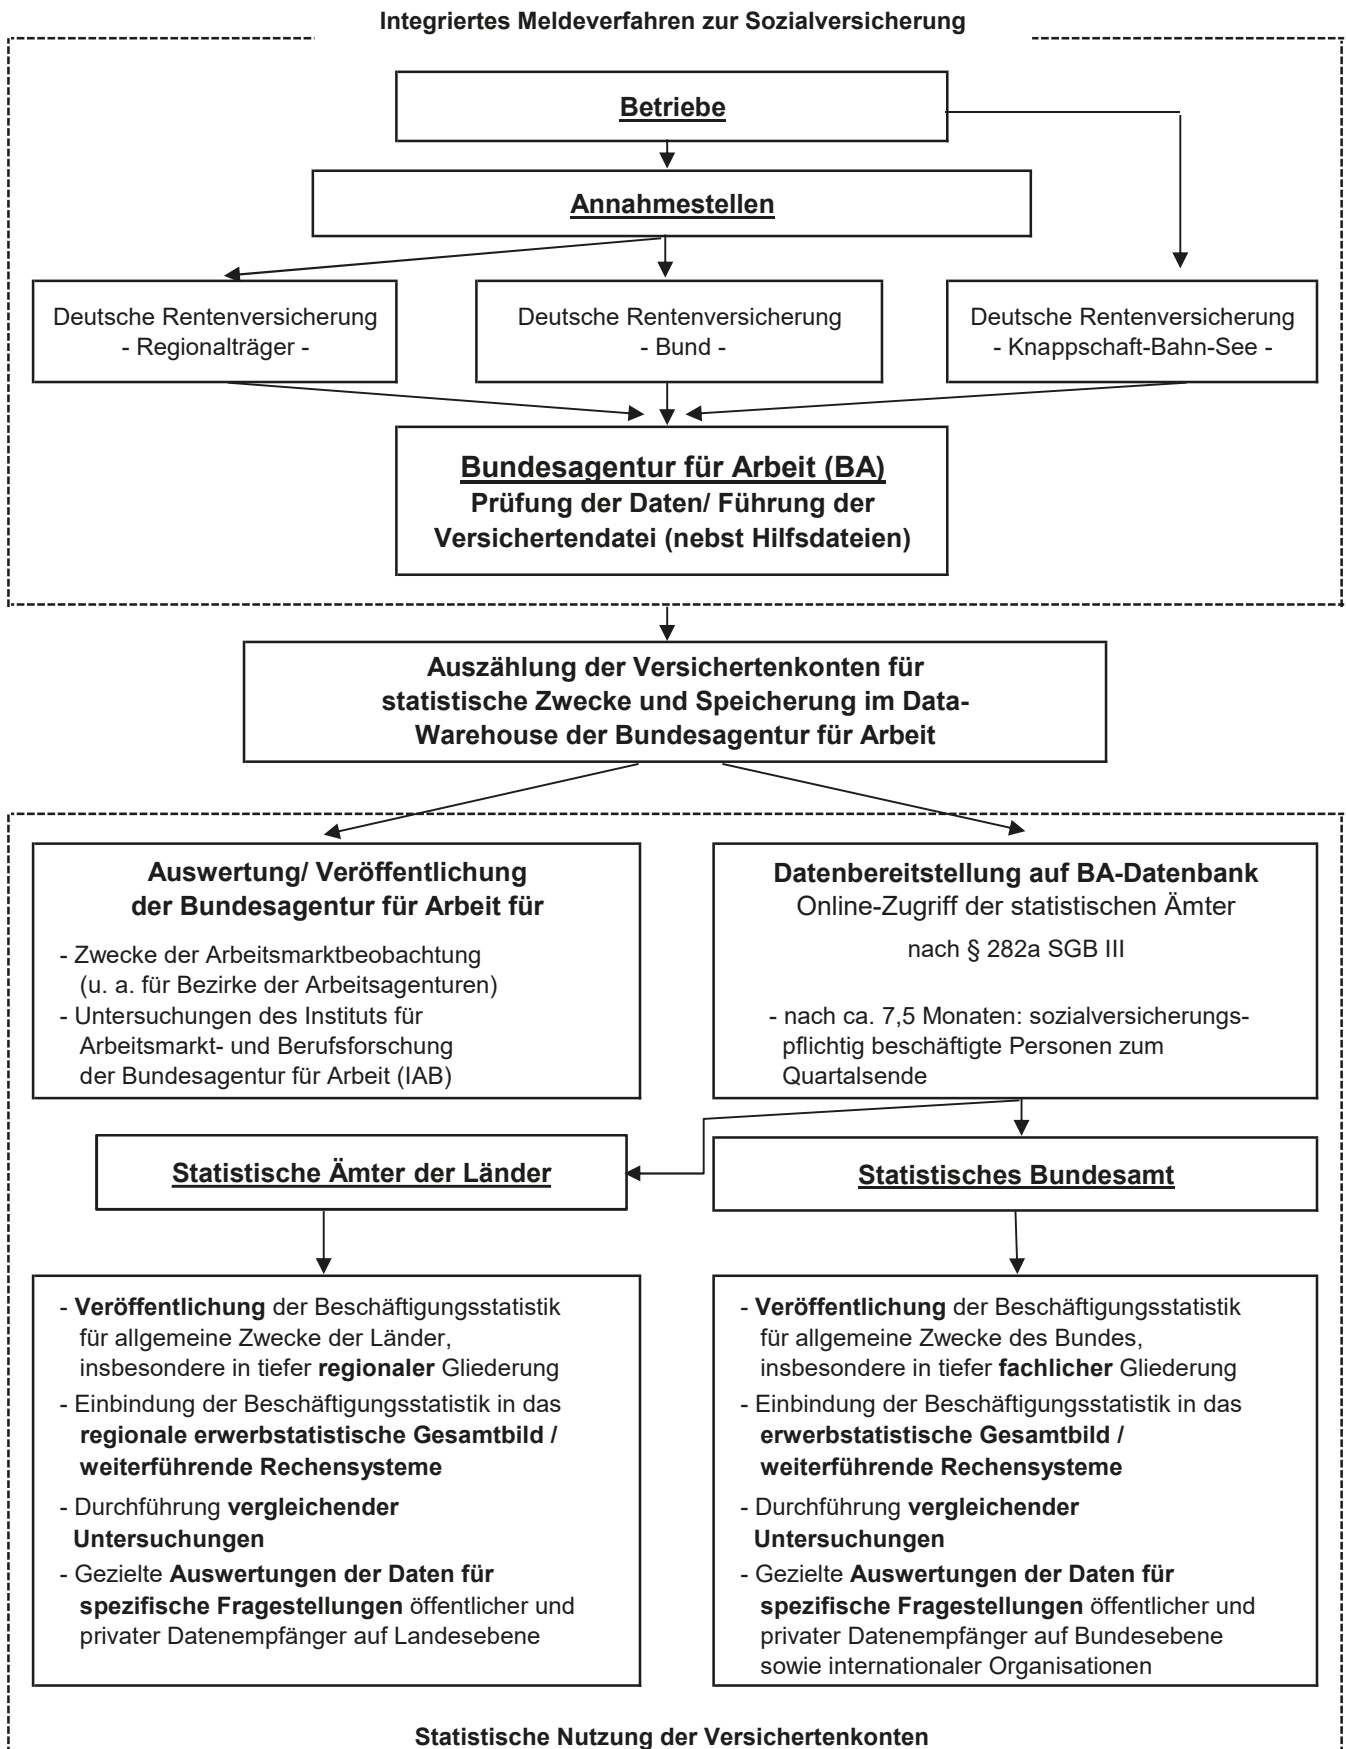 Integriertes Meldeverfahren zur Sozialversicherung
Betriebe
Annahmestellen
Deutsche Rentenversicherung
- Regionalträger -
Deutsche Rentenversicherung
- Bund -
Deutsche Rentenversicherung
- Knappschaft-Bahn-See -
Bundesagentur für Arbeit (BA)
Prüfung der Daten/ Führung der
Versichertendatei (nebst Hilfsdateien)
Auszählung der Versichertenkonten für
statistische Zwecke und Speicherung im Data-
Warehouse der Bundesagentur für Arbeit
Auswertung/ Veröffentlichung
der Bundesagentur für Arbeit für
- Zwecke der Arbeitsmarktbeobachtung
(u. a. für Bezirke der Arbeitsagenturen)
- Untersuchungen des Instituts für
Arbeitsmarkt- und Berufsforschung
der Bundesagentur für Arbeit (IAB)
Datenbereitstellung auf BA-Datenbank
Online-Zugriff der statistischen Ämter
nach § 282a SGB III
- nach ca. 7,5 Monaten: sozialversicherungs-
pflichtig beschäftigte Personen zum
Quartalsende
Statistische Ämter der Länder
Statistisches Bundesamt
- Veröffentlichung der Beschäftigungsstatistik
für allgemeine Zwecke der Länder,
insbesondere in tiefer regionaler Gliederung
- Einbindung der Beschäftigungsstatistik in das
regionale erwerbstatistische Gesamtbild /
weiterführende Rechensysteme
- Durchführung vergleichender
Untersuchungen
- Gezielte Auswertungen der Daten für
spezifische Fragestellungen öffentlicher und
privater Datenempfänger auf Landesebene
- Veröffentlichung der Beschäftigungsstatistik
für allgemeine Zwecke des Bundes,
insbesondere in tiefer fachlicher Gliederung
- Einbindung der Beschäftigungsstatistik in das
erwerbstatistische Gesamtbild /
weiterführende Rechensysteme
- Durchführung vergleichender
Untersuchungen
- Gezielte Auswertungen der Daten für
spezifische Fragestellungen öffentlicher und
privater Datenempfänger auf Bundesebene
sowie internationaler Organisationen
Statistische Nutzung der Versichertenkonten